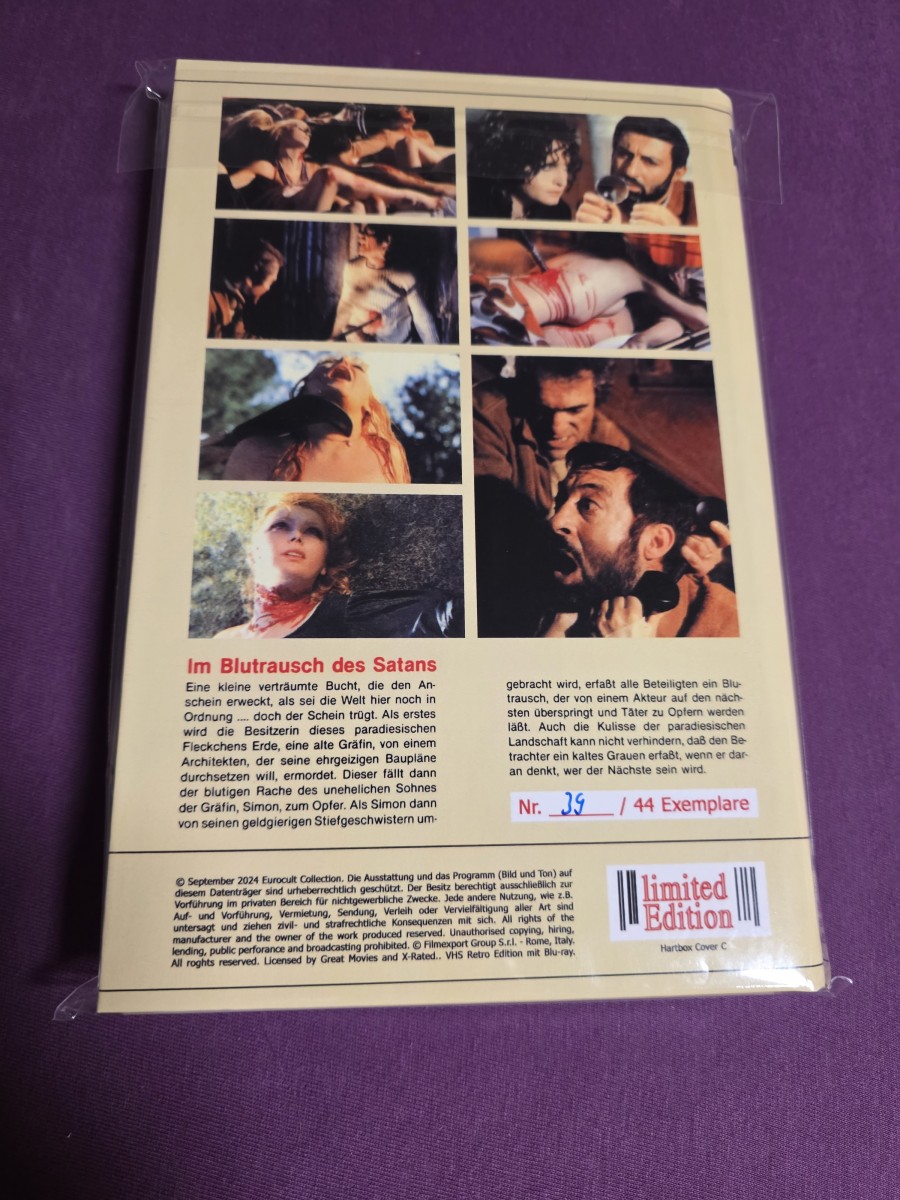 Im Blutrausch des Satans
Eine kleine verträumte Bucht, die den An-
schein erweckt, als sei die Welt hier noch in
Ordnung .... doch der Schein trügt. Als erstes
wird die Besitzerin dieses paradiesischen
Fleckchens Erde, eine alte Gräfin, von einem
Architekten, der seine ehrgeizigen Baupläne
durchsetzen will, ermordet. Dieser fällt dann
der blutigen Rache des unehelichen Sohnes
der Gräfin, Simon, zum Opfer. Als Simon dann
von seinen geldgierigen Stiefgeschwistern um-
gebracht wird, erfaßt alle Beteiligten ein Blu-
trausch, der von einem Akteur auf den näch-
sten überspringt und Täter zu Opfern werden
läßt. Auch die Kulisse der paradiesischen
Landschaft kann nicht verhindern, daß den Be-
trachter ein kaltes Grauen erfaßt, wenn er dar-
an denkt, wer der Nächste sein wird.
Nr. 39 / 44 Exemplare
© September 2024 Eurocult Collection. Die Ausstattung und das Programm (Bild und Ton) auf
diesem Datenträger sind urheberrechtlich geschützt. Der Besitz berechtigt ausschließlich zur
Vorführung im privaten Bereich für nichtgewerbliche Zwecke. Jede andere Nutzung, wie z.B.
Auf- und Vorführung, Vermietung, Sendung, Verleih oder Vervielfältigung aller Art sind
untersagt und ziehen zivil- und strafrechtliche Konsequenzen mit sich. All rights of the
manufacturer and the owner of the work produced reserved. Unauthorised copying, hiring,
lending, public perforance and broadcasting prohibited. © Filmexport Group S.r.l. - Rome, Italy.
All roghts reserved. Licensed by Great Movies and X-Rated.. VHS Retro Edition mit Blu-ray.
limited
Edition
Hartbox Cover C